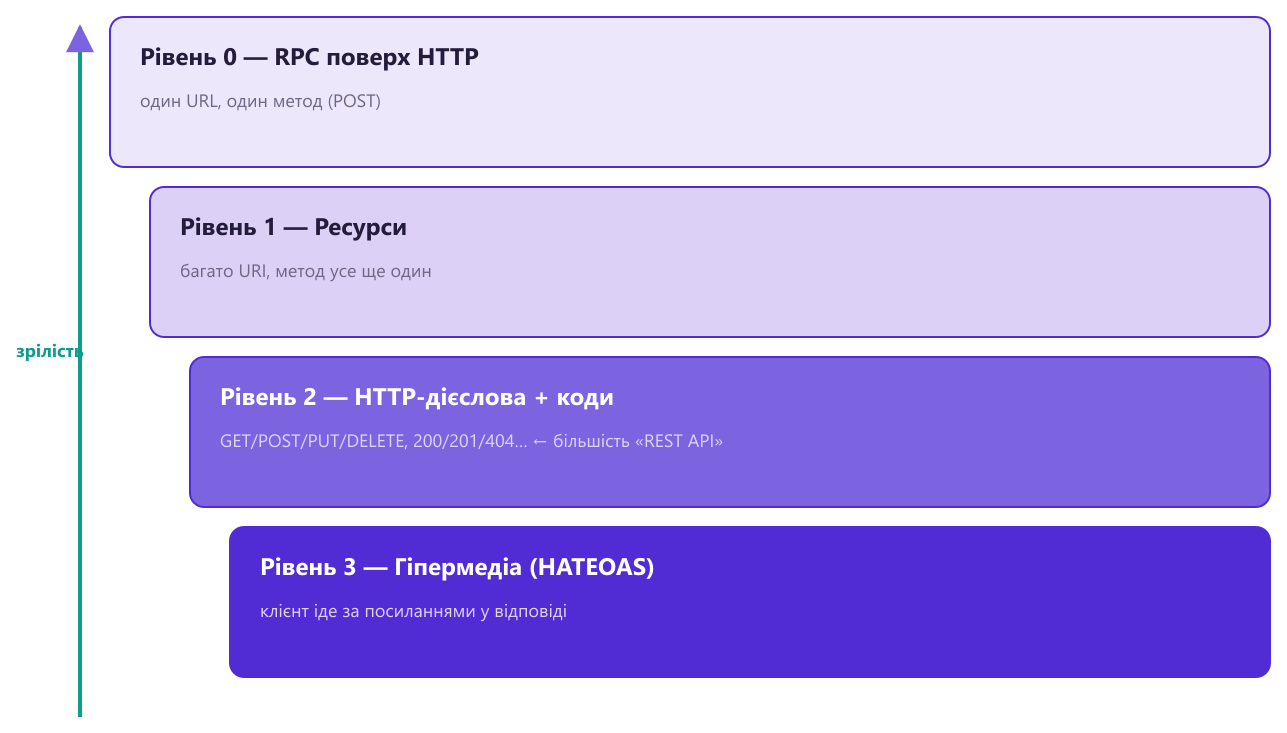 Рівень 0 — RPC поверх HTTP
один URL, один метод (POST)
Рівень 1 — Ресурси
багато URI, метод усе ще один
зрілість
Рівень 2 — HTTP-дієслова + коди
GET/POST/PUT/DELETE, 200/201/404… ← більшість «REST API»
Рівень 3 — Гіпермедіа (HATEOAS)
клієнт іде за посиланнями у відповіді